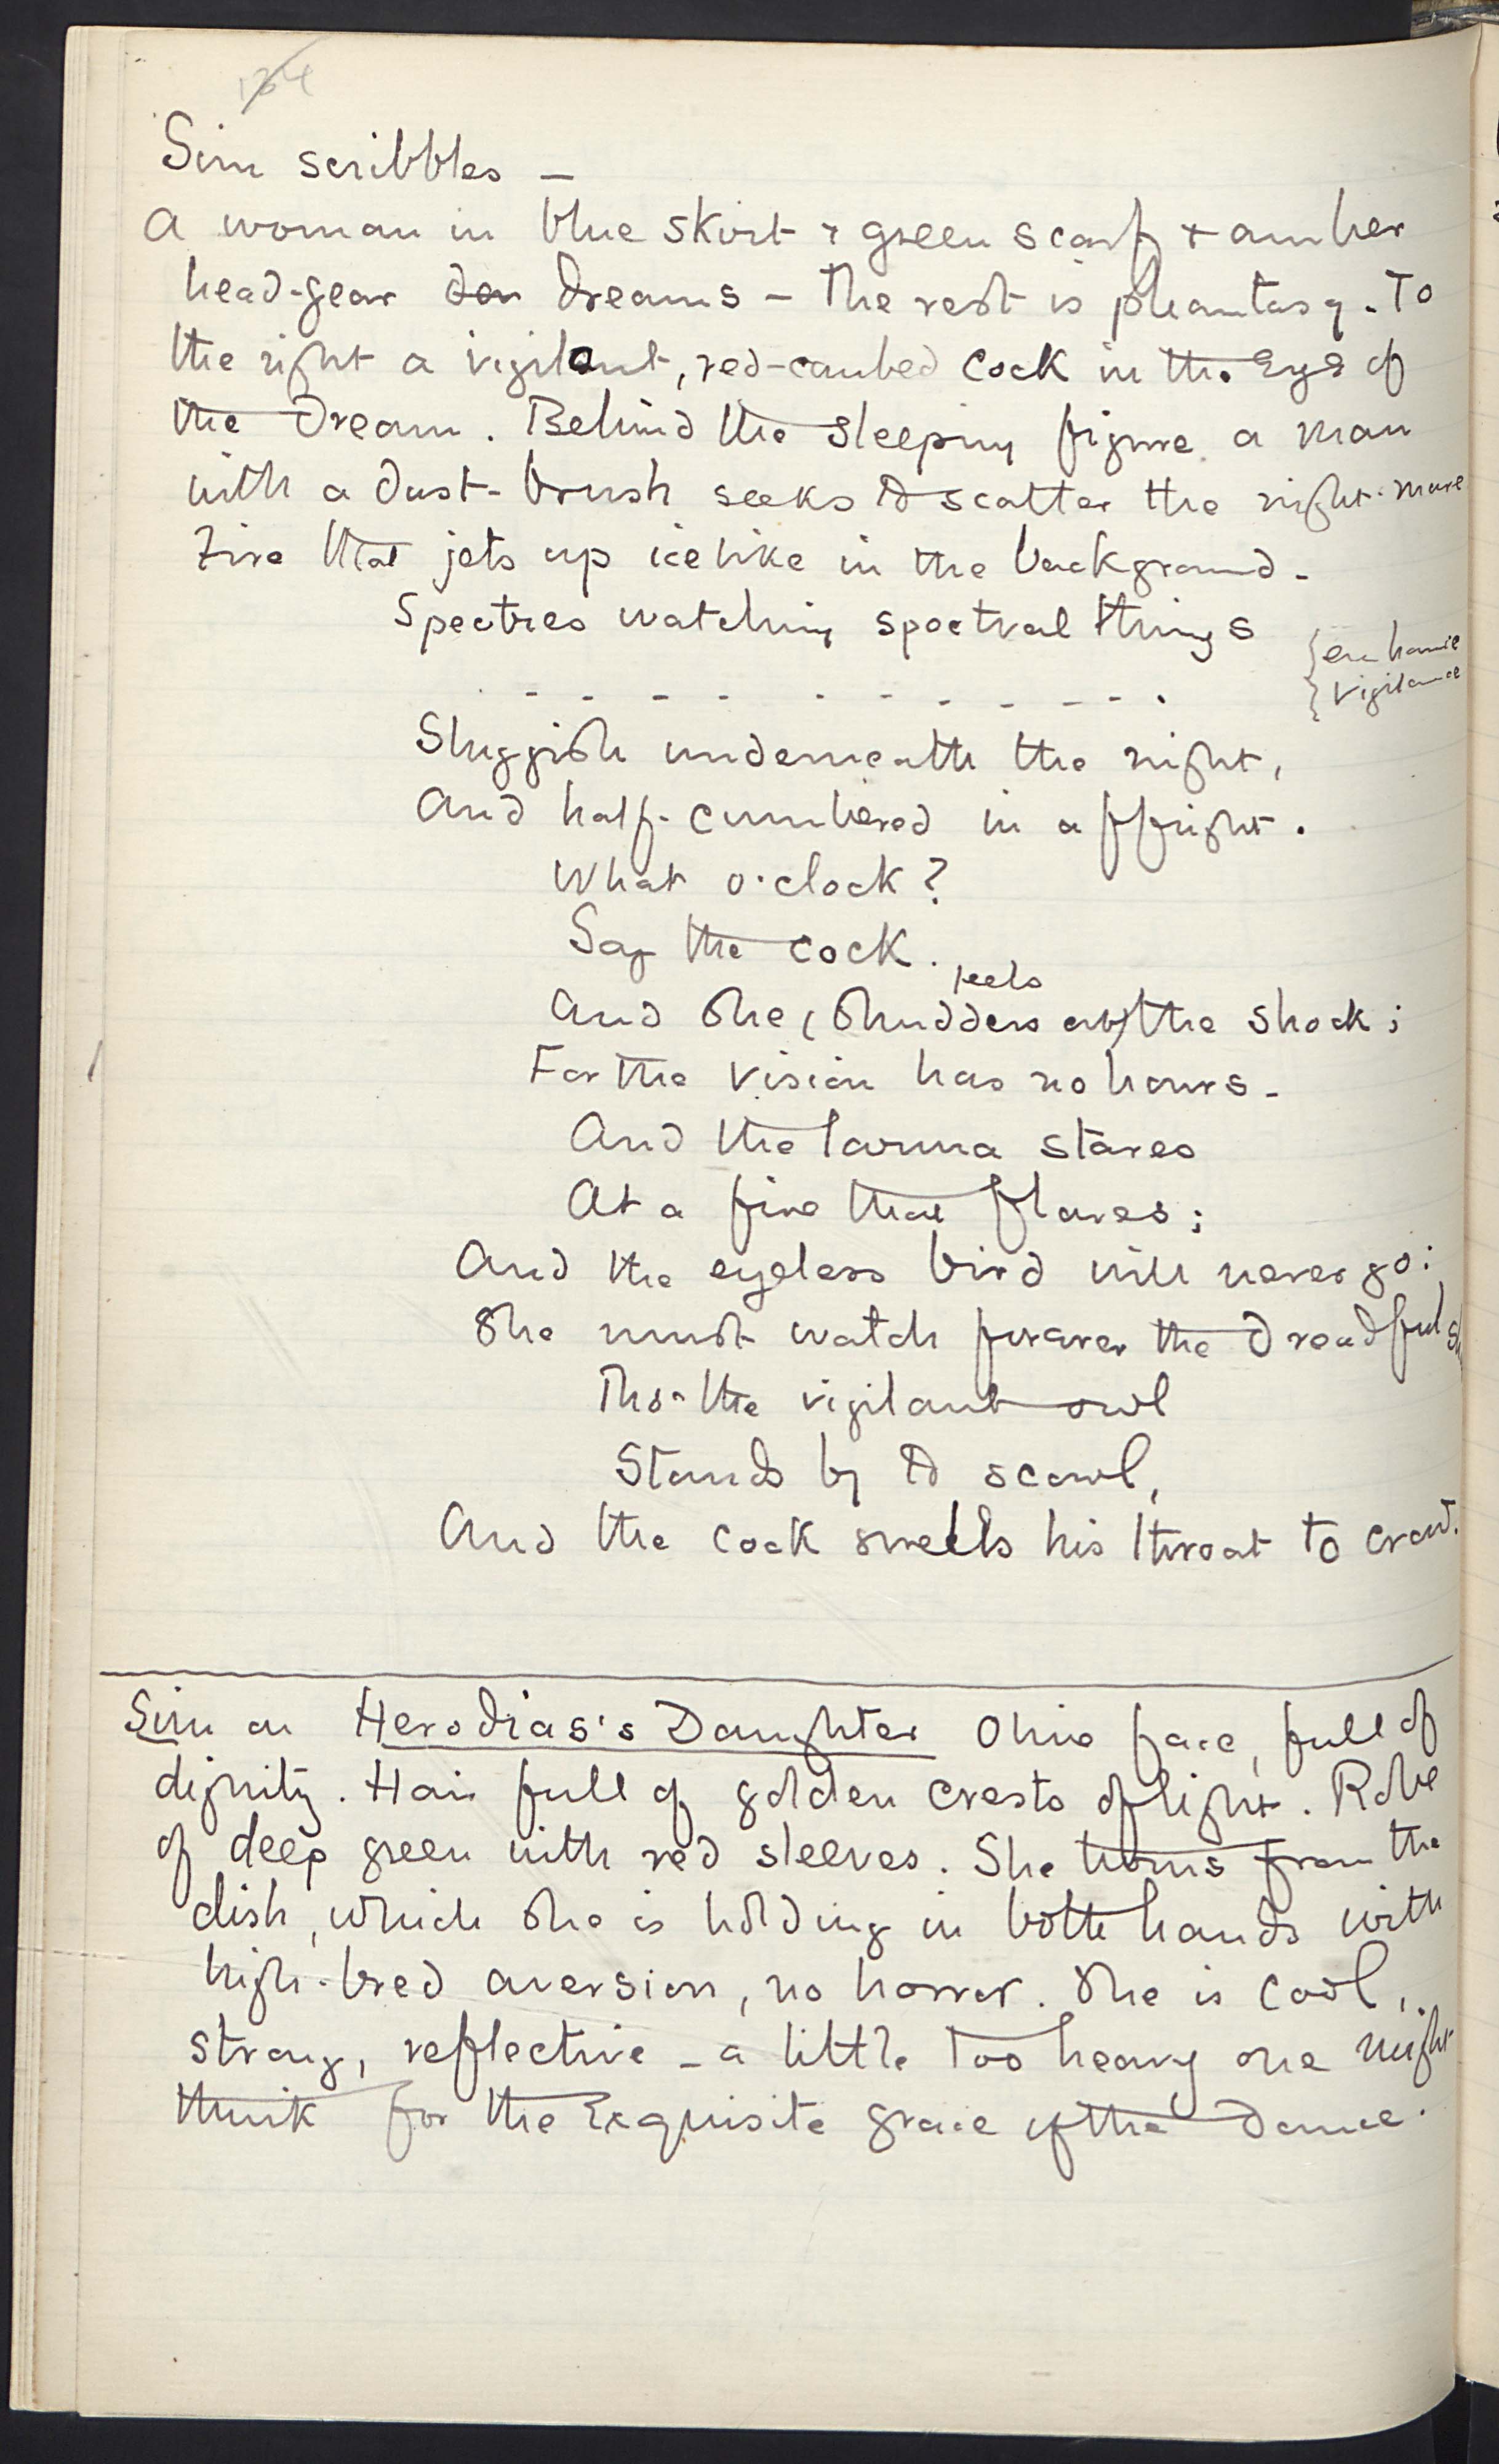 Sim scribbles —
A woman in blue skirt & green scarf & amber
head-gear dreams — the rest is phantasy. To
the right a vigilant, red-combed cock in the Eye of
the Dream. Behind the sleeping figure a man
with a dust-brush seeks to scatter the night-mare
Fire that jets up icelike in the background.
Spectres watching spectral things
vigilance
- - - - - - - - - - - -
Sluggish underneath the night,
And half-cumbered in affright.
What o'clock?
Say the cock.
feels
And she (shudders at) the shock;
For the vision has no hours.
And the larva stares
At a fire that flares;
And the eyeless bird will never go:
She must watch forever the dreadful
Tho' the vigilant owl
Stands by to scowl,
And the cock swells his throat to crow.
Sim on Herodias's Daughter Ohio face, full of
dignity. Hair full of golden crests of light. Robe
of deep green with red sleeves. She turns from the
dish, which she is holding in both hands with
high-bred aversion, no horror. She is cool,
strong, reflective – a little too heavy one might
think for the Exquisite grace of the Dance.